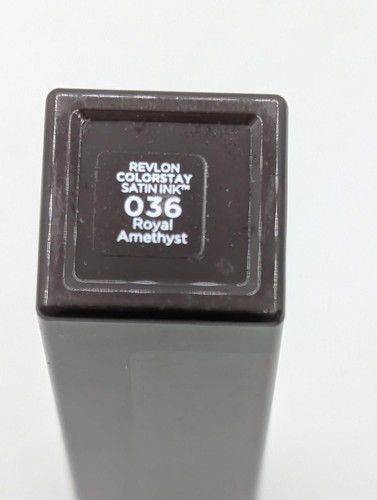 REVLON
COLORSTAY
SATIN INK™
036
Royal
Amethyst